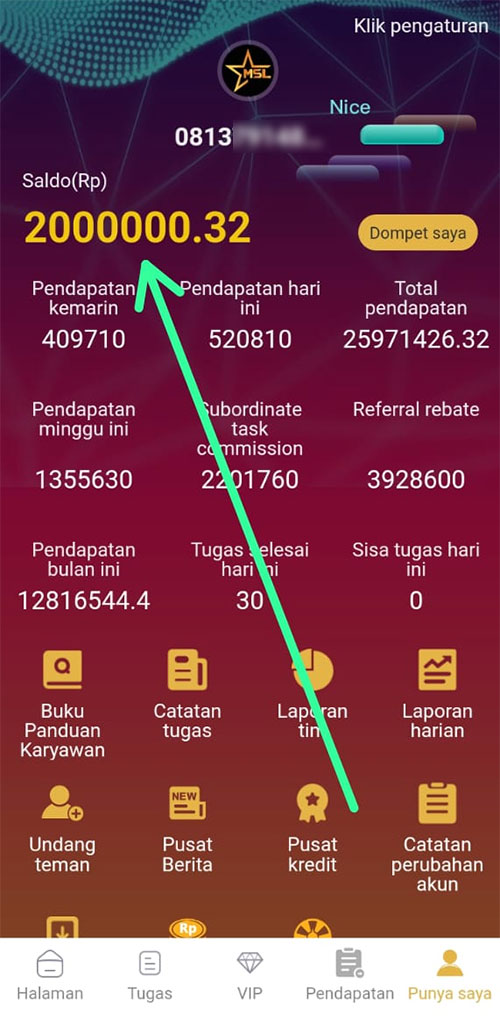 Klik pengaturan
MSL
Nice
0813
Saldo(Rp)
2000000.32
Dompet saya
Pendapatan Pendapatan hari Total
kemarin ini pendapatan
409710 520810 25971426.32
Pendapatan Subordinate Referral rebate
minggu ini task
commission
1355630 2201760 3928600
Pendapatan Tugas selesai Sisa tugas hari
bulan ini hari ini ini
12816544.4 30 0
Buku Catatan Laporan Laporan
Panduan tugas tim harian
Karyawan
NEW
Undang Pusat Pusat Catatan
teman Berita kredit perubahan
akun
Rp
Halaman Tugas VIP Pendapatan Punya saya